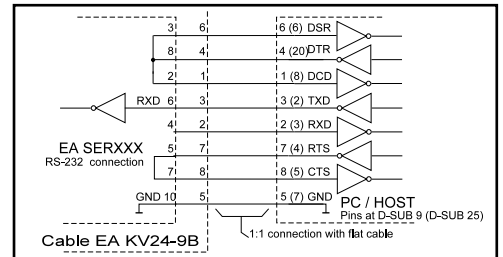 3 6 6 (6) DSR
8 4 4 (20) DTR
2 1 1 (8) DCD
RXD 6 3 3 (2) TXD
4 2 2 (3) RXD
EA SERXXX
RS-232 connection
5 7 7 (4) RTS
7 8 8 (5) CTS
GND 10 5 5 (7) GND
PC / HOST
Pins at D-SUB 9 (D-SUB 25)
1:1 connection with flat cable
Cable EA KV24-9B